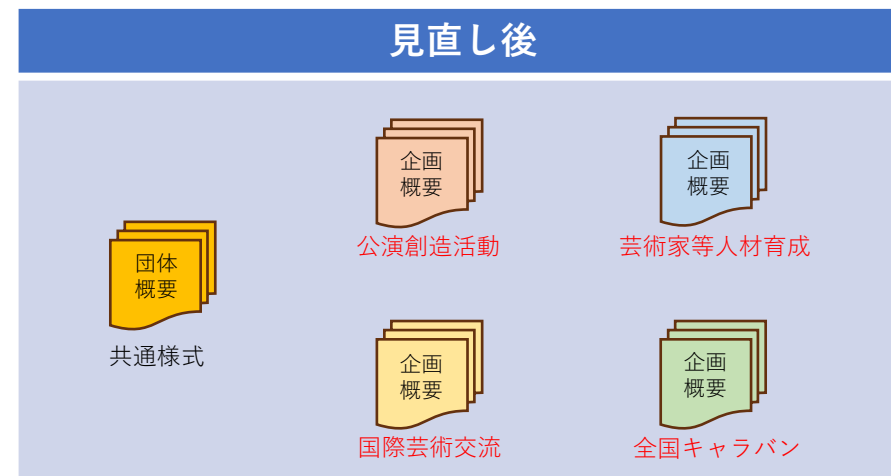 見直し後
団体
概要
共通様式
企画
概要
公演創造活動
企画
概要
芸術家等人材育成
企画
概要
国際芸術交流
企画
概要
全国キャラバン